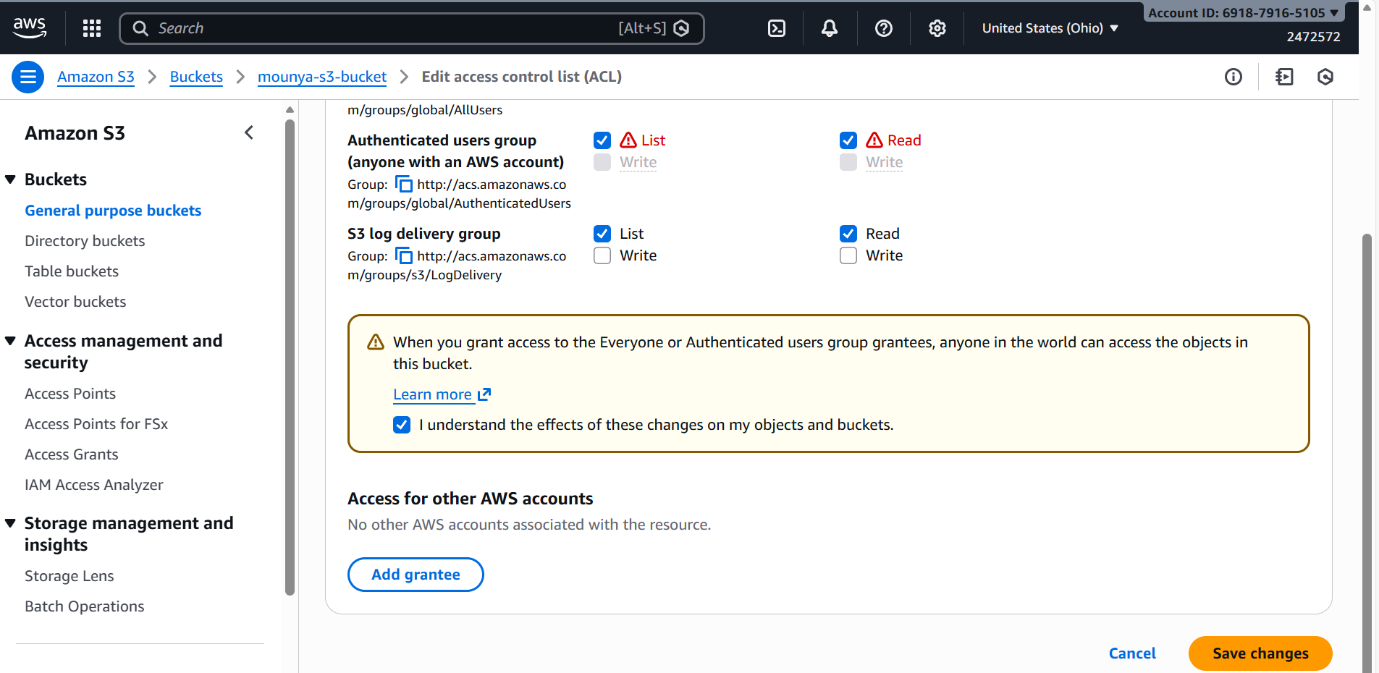 aws
Search
[Alt+S]
United States (Ohio)
Account ID: 6918-7916-5105
2472572
Amazon S3
Buckets
mounya-s3-bucket
Edit access control list (ACL)
Amazon S3
Buckets
General purpose buckets
Directory buckets
Table buckets
Vector buckets
Access management and
security
Access Points
Access Points for FSx
Access Grants
IAM Access Analyzer
Storage management and
insights
Storage Lens
Batch Operations
m/groups/global/AllUsers
Authenticated users group
(anyone with an AWS account)
Group: http://acs.amazonaws.co
m/groups/global/AuthenticatedUsers
List
Write
Read
Write
S3 log delivery group
Group: http://acs.amazonaws.co
m/groups/s3/LogDelivery
List
Write
Read
Write
When you grant access to the Everyone or Authenticated users group grantees, anyone in the world can access the objects in
this bucket.
Learn more
I understand the effects of these changes on my objects and buckets.
Access for other AWS accounts
No other AWS accounts associated with the resource.
Add grantee
Cancel
Save changes